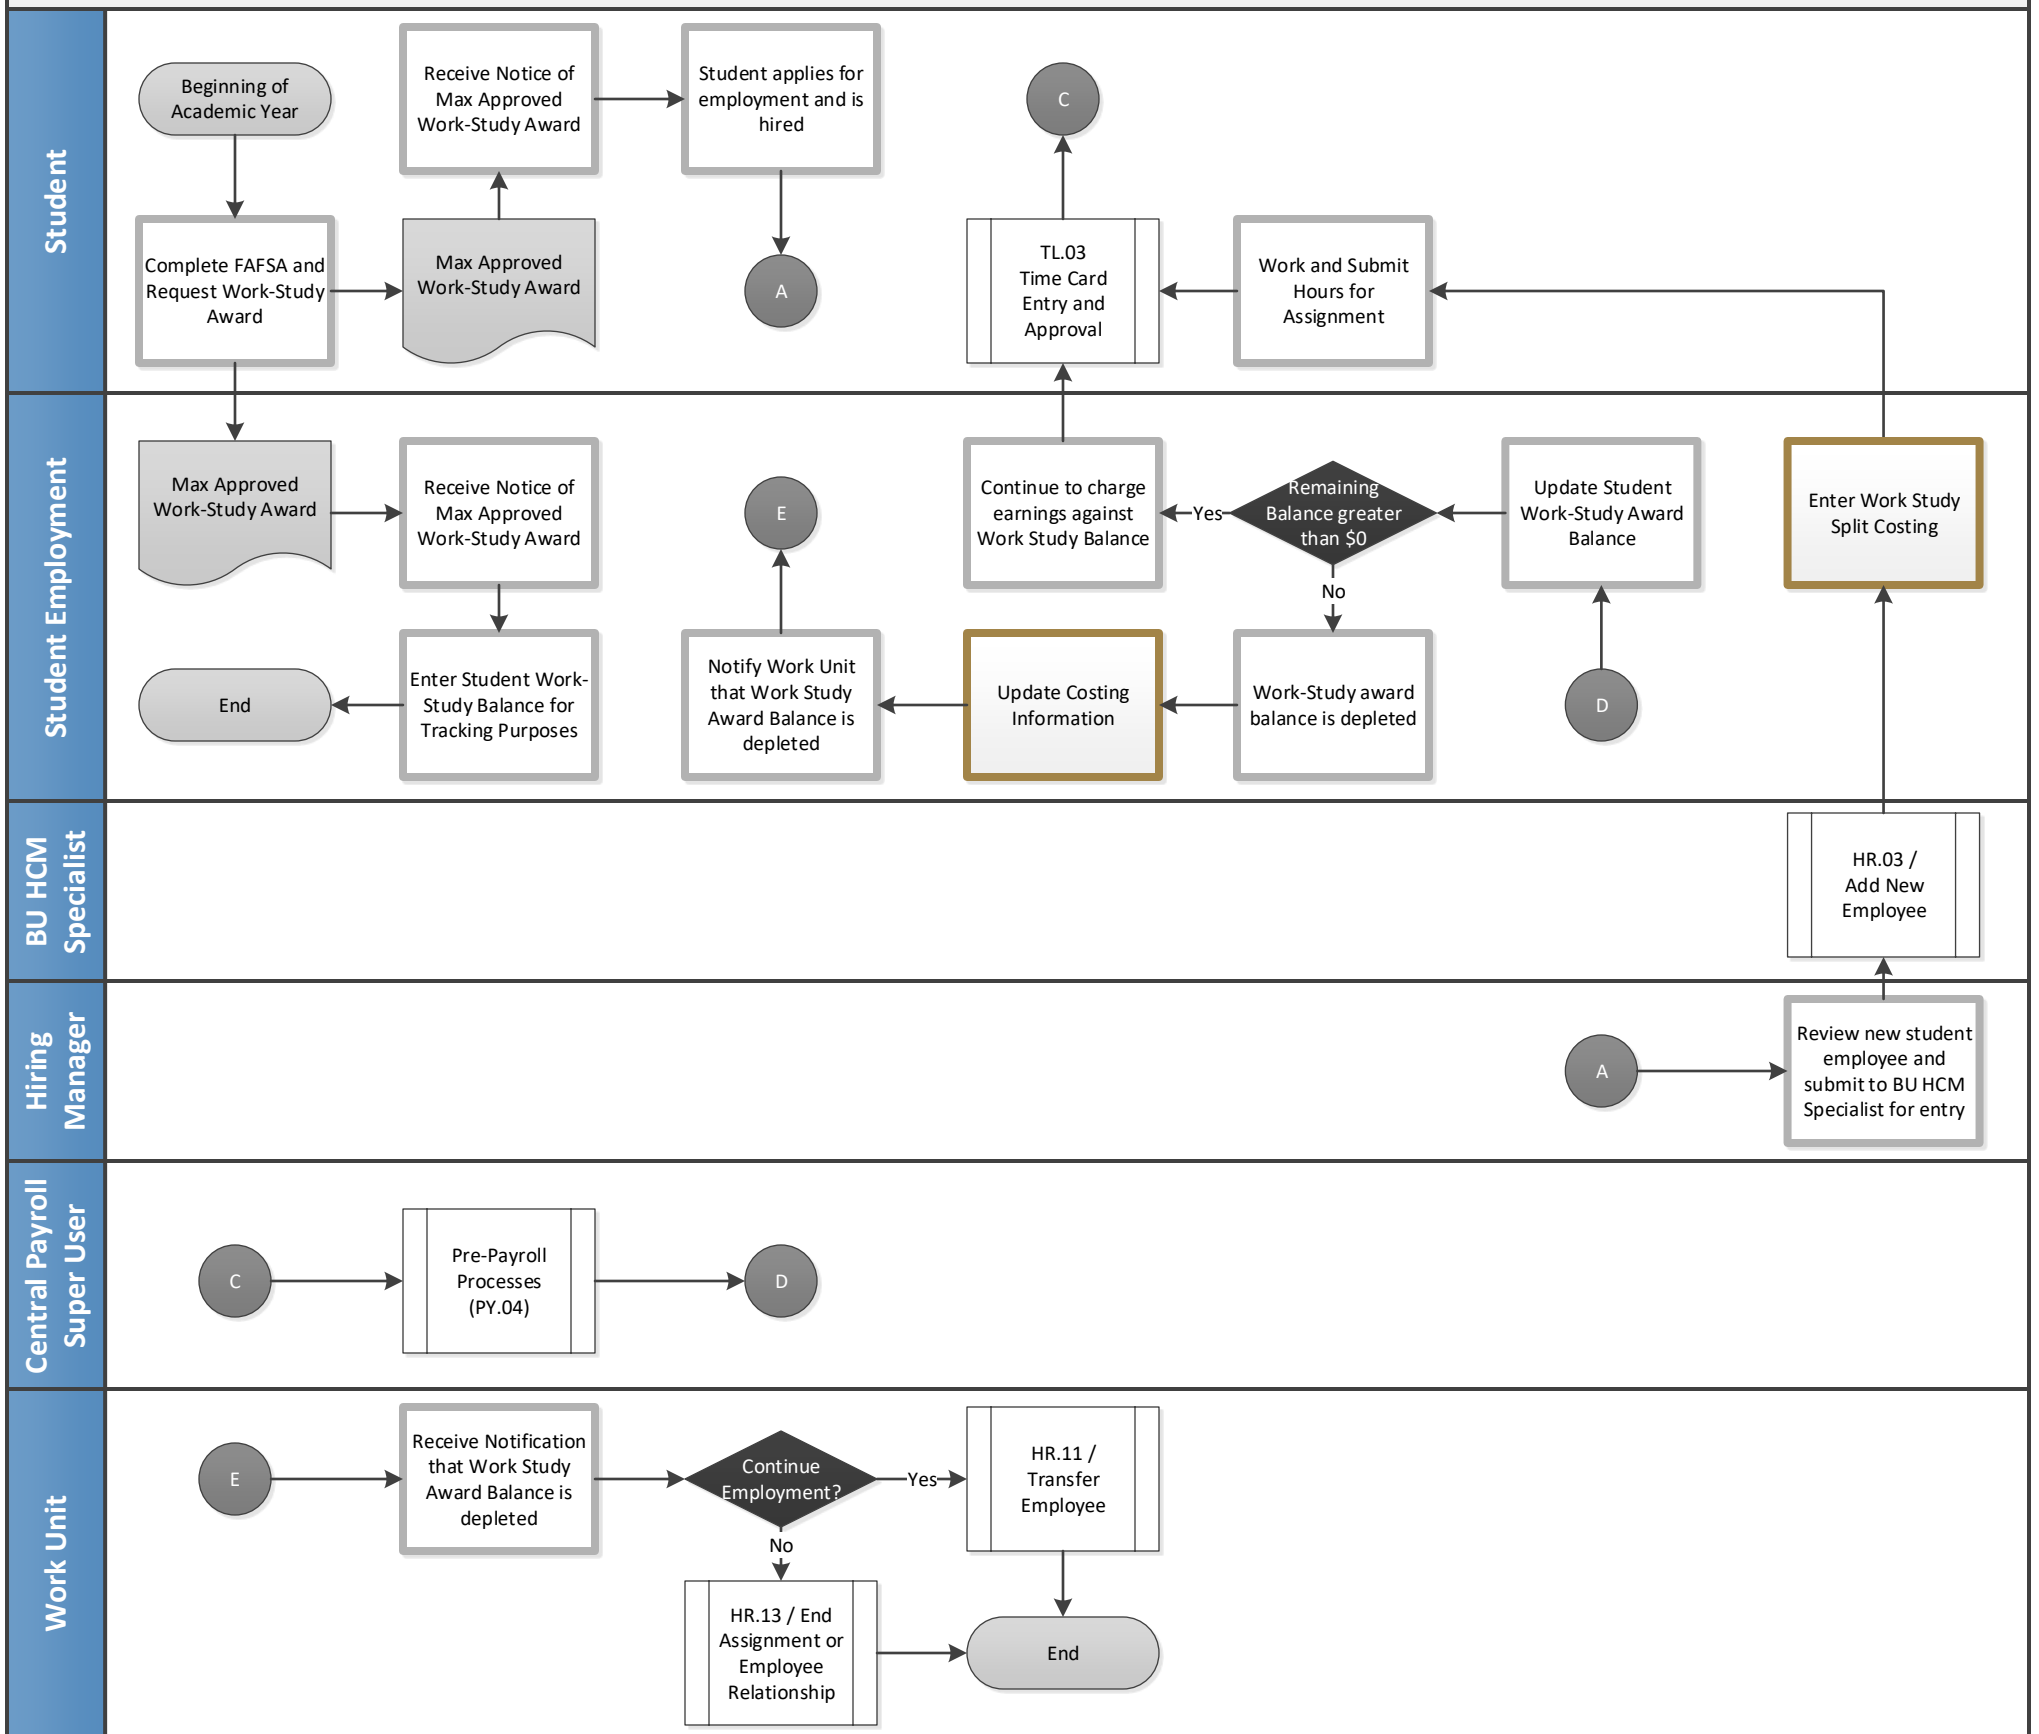 Student
Beginning of
Academic Year
Receive Notice of
Max Approved
Work-Study Award
Student applies for
employment and is
hired
C
Complete FAFSA and
Request Work-Study
Award
Max Approved
Work-Study Award
A
TL.03
Time Card
Entry and
Approval
Work and Submit
Hours for
Assignment
Student Employment
Max Approved
Work-Study Award
Receive Notice of
Max Approved
Work-Study Award
E
Continue to charge
earnings against
Work Study Balance
Yes
Remaining
Balance greater
than $0
No
Update Student
Work-Study Award
Balance
Enter Work Study
Split Costing
End
Enter Student Work-
Study Balance for
Tracking Purposes
Notify Work Unit
that Work Study
Award Balance is
depleted
Update Costing
Information
Work-Study award
balance is depleted
D
BU HCM
Specialist
HR.03 /
Add New
Employee
Hiring
Manager
A
Review new student
employee and
submit to BU HCM
Specialist for entry
Central Payroll
Super User
C
Pre-Payroll
Processes
(PY.04)
D
Work Unit
E
Receive Notification
that Work Study
Award Balance is
depleted
Continue
Employment?
Yes
No
HR.11 /
Transfer
Employee
HR.13 / End
Assignment or
Employee
Relationship
End